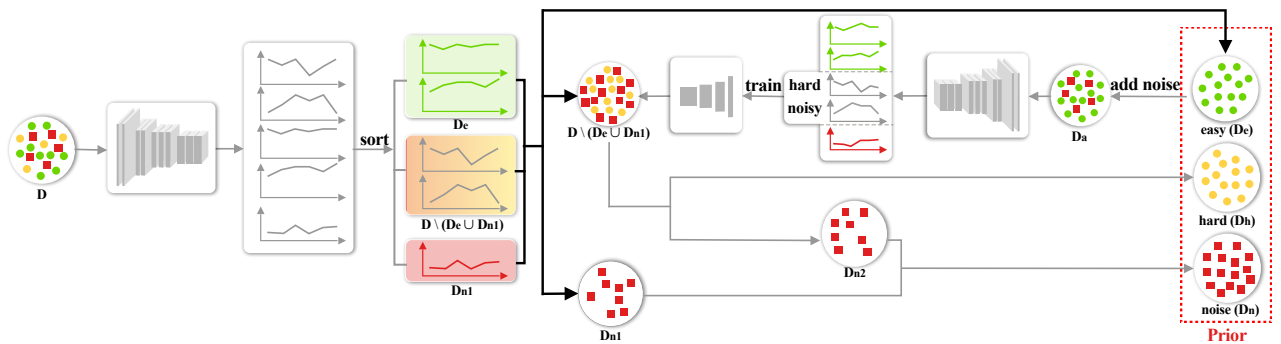 D
sort
De
D \ (De ∪ Dn1)
Dn1
D \ (De ∪ Dn1)
Dn1
train
hard
noisy
Dn2
Da
add noise
easy (De)
hard (Dh)
noise (Dn)
Prior